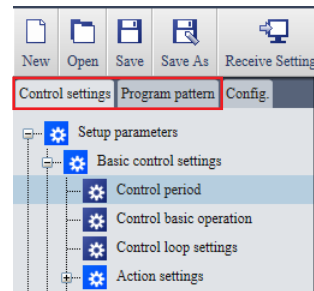 New Open Save Save As Receive Setting
Control settings Program pattern Config.
Setup parameters
Basic control settings
Control period
Control basic operation
Control loop settings
Action settings